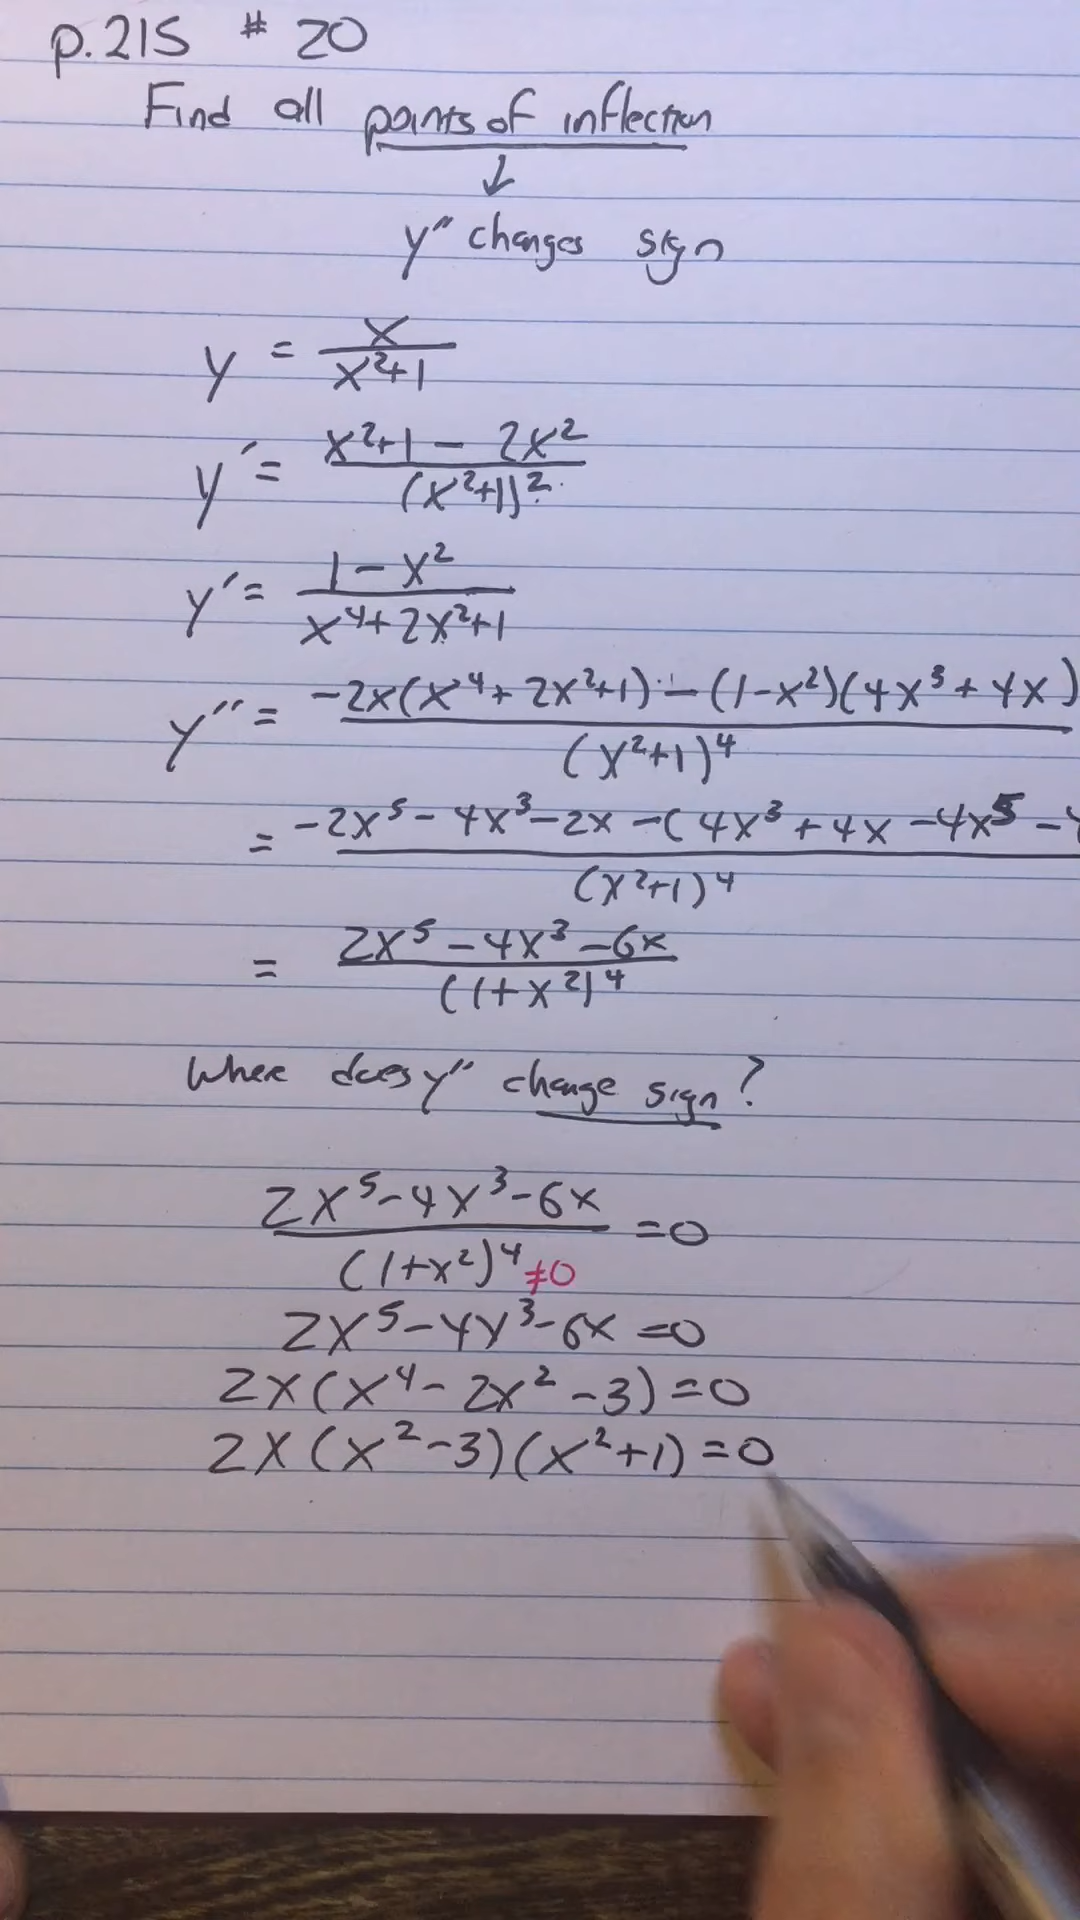 p.215 # 20
Find all points of inflection
↓
y" changes sign
y = x/(x²+1)
y' = (x²+1 - 2x²)/(x²+1)²
y' = (1-x²)/(x⁴+2x²+1)
y'' = (-2x(x⁴+2x²+1) - (1-x²)(4x³+4x))/(x²+1)⁴
= (-2x⁵ - 4x³ - 2x - (4x³ + 4x - 4x⁵ -)/(x²+1)⁴
= (2x⁵ - 4x³ - 6x)/(1+x²)⁴
Where does y" change sign?
(2x⁵ - 4x³ - 6x)/(1+x²)⁴ = 0
≠0
2x⁵ - 4x³ - 6x = 0
2x(x⁴ - 2x² - 3) = 0
2x(x² - 3)(x² + 1) = 0